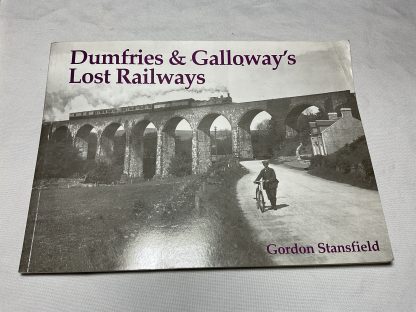 Dumfries & Galloway's
Lost Railways
Gordon Stansfield